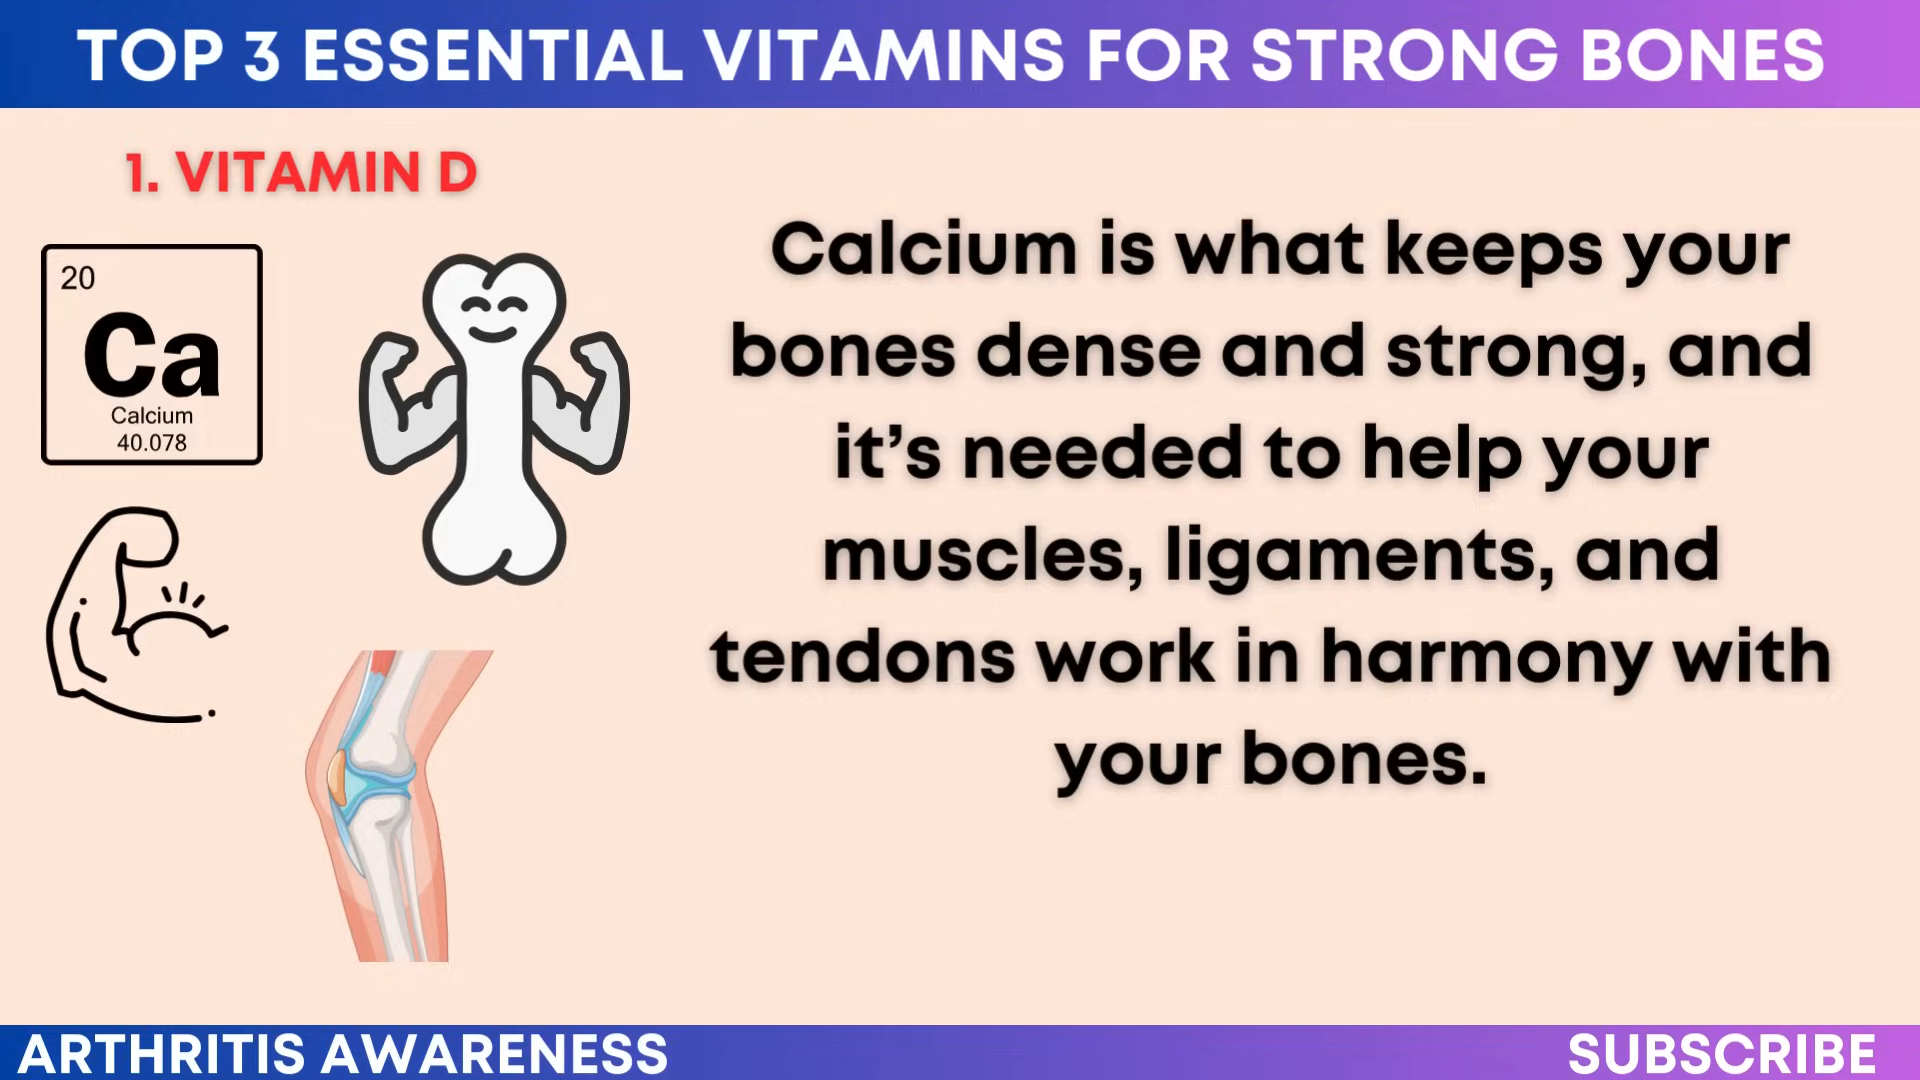 TOP 3 ESSENTIAL VITAMINS FOR STRONG BONES
1. VITAMIN D
20
Ca
Calcium
40.078
Calcium is what keeps your
bones dense and strong, and
it’s needed to help your
muscles, ligaments, and
tendons work in harmony with
your bones.
ARTHRITIS AWARENESS
SUBSCRIBE